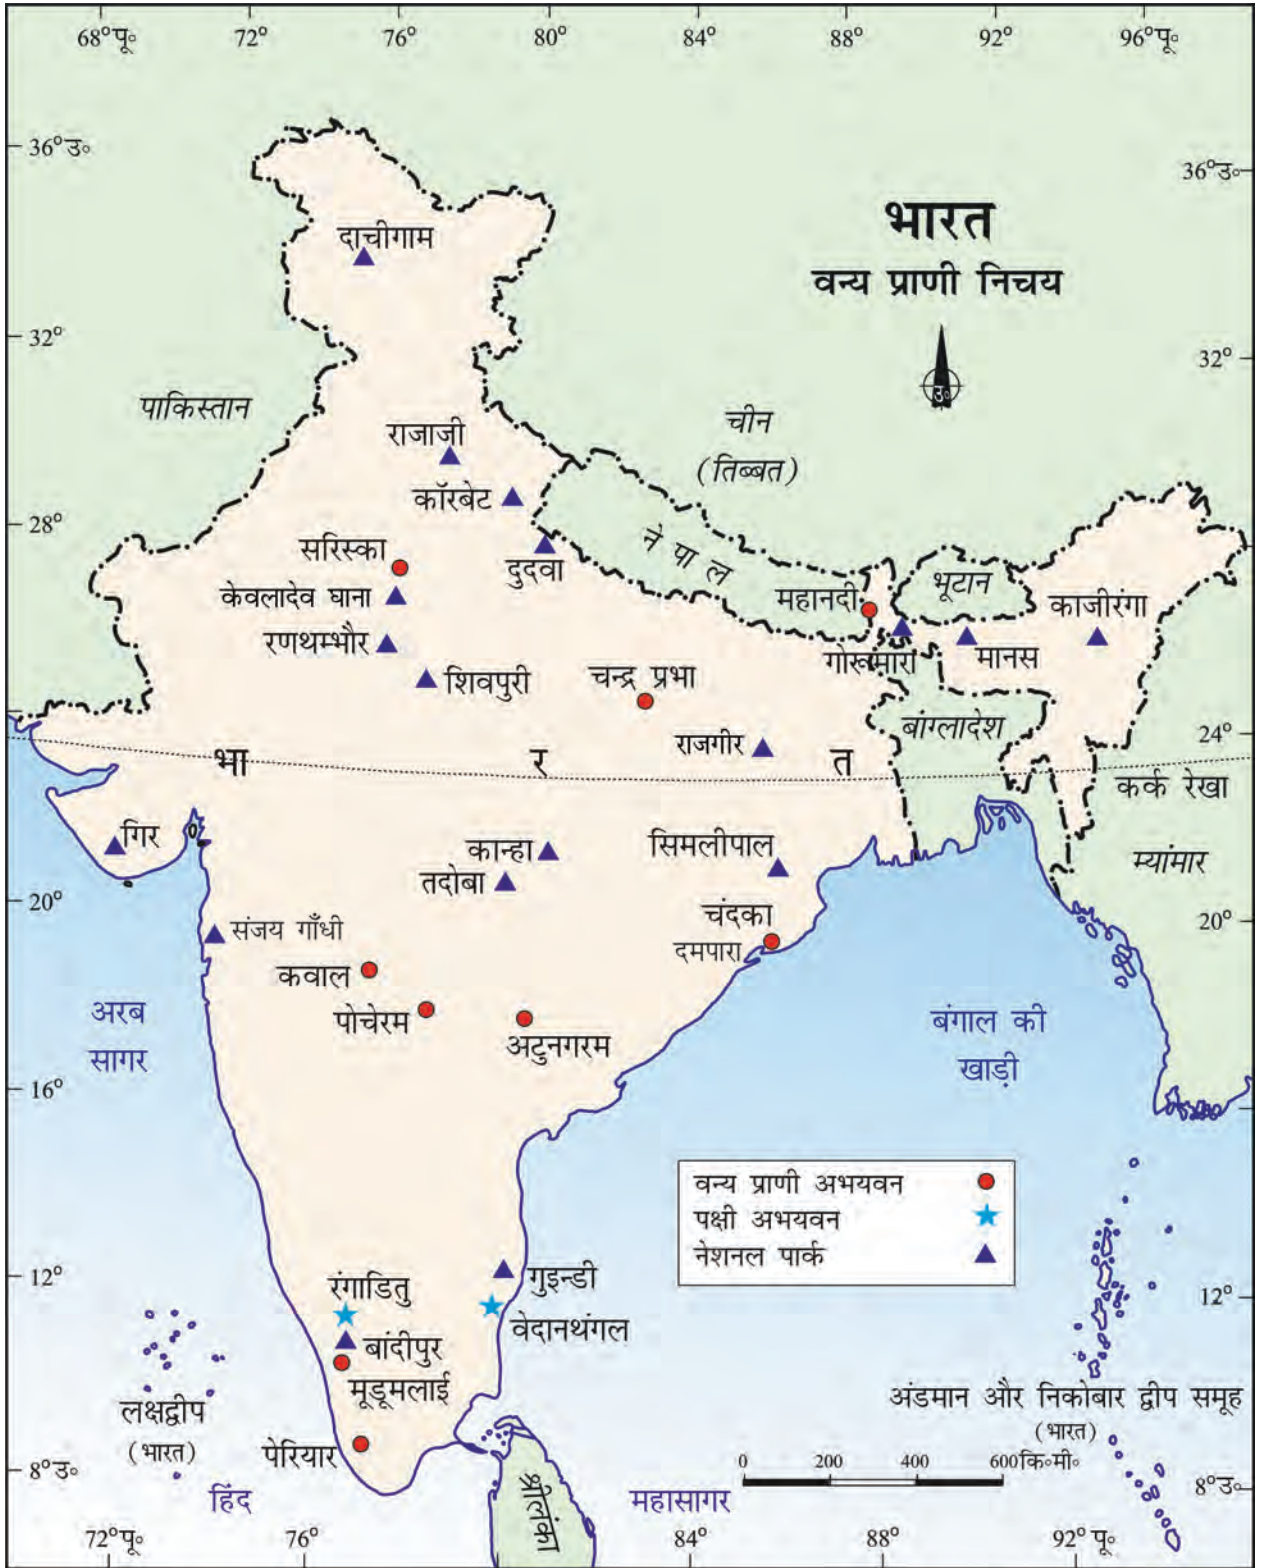 68°पू॰ 72° 76° 80° 84° 88° 92° 96°पू॰
36°उ॰
36°उ॰
भारत
वन्य प्राणी निचय
दाचीगाम
उ॰
32°
32°
पाकिस्तान
चीन
(तिब्बत)
राजाजी
कॉरबेट
28°
सरिस्का
दुदवा
ने पा ल
भूटान
महानदी
काजीरंगा
केवलादेव घाना
रणथम्भौर
गोरूमारा
मानस
शिवपुरी
चन्द्र प्रभा
बांग्लादेश
राजगीर
24°
भा र त
कर्क रेखा
गिर
कान्हा
सिमलीपाल
म्यांमार
तदोबा
20°
20°
चंदका
दमपारा
संजय गाँधी
कवाल
पोचेरम
अटुनगरम
अरब
सागर
बंगाल की
खाड़ी
16°
वन्य प्राणी अभयवन
पक्षी अभयवन
नेशनल पार्क
12°
12°
रंगाडितु
गुइन्डी
वेदानथंगल
बांदीपुर
मूडूमलाई
लक्षद्वीप
(भारत)
पेरियार
अंडमान और निकोबार द्वीप समूह
(भारत)
0 200 400 600कि॰मी॰
8°उ॰
8°उ॰
हिंद
महासागर
श्रीलंका
72°पू॰ 76° 84° 88° 92°पू॰